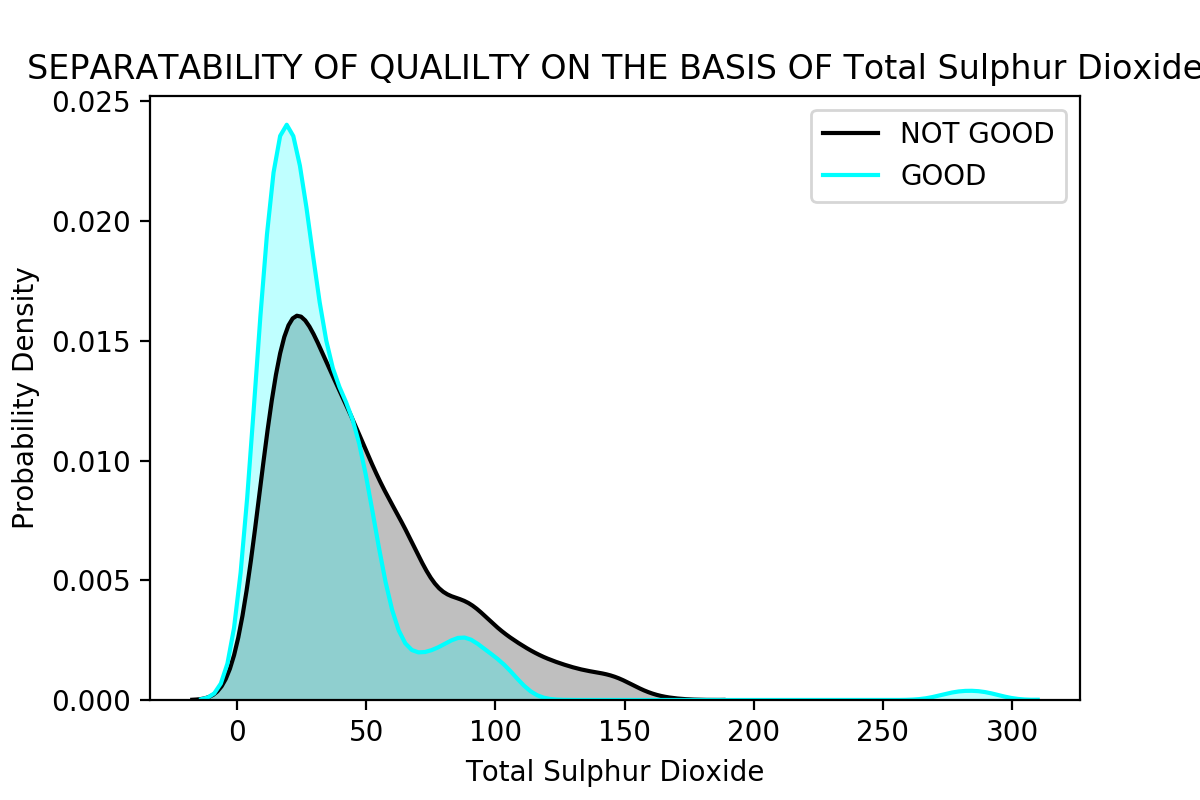 SEPARATABILITY OF QUALILTY ON THE BASIS OF Total Sulphur Dioxide
0.025
NOT GOOD
GOOD
0.020
0.015
0.010
0.005
0.000
Probability Density
0 50 100 150 200 250 300
Total Sulphur Dioxide